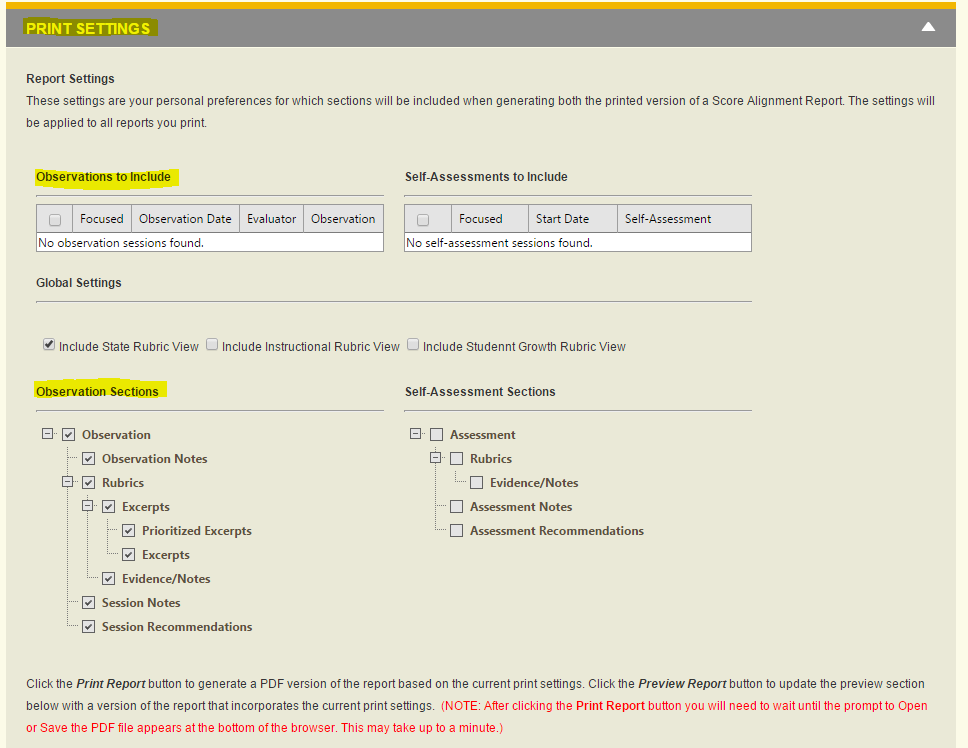 PRINT SETTINGS
Report Settings
These settings are your personal preferences for which sections will be included when generating both the printed version of a Score Alignment Report. The settings will
be applied to all reports you print.
Observations to Include
Focused Observation Date Evaluator Observation
No observation sessions found.
Self-Assessments to Include
Focused Start Date Self-Assessment
No self-assessment sessions found.
Global Settings
Include State Rubric View Include Instructional Rubric View Include Studennt Growth Rubric View
Observation Sections
Observation
Observation Notes
Rubrics
Excerpts
Prioritized Excerpts
Excerpts
Evidence/Notes
Session Notes
Session Recommendations
Self-Assessment Sections
Assessment
Rubrics
Evidence/Notes
Assessment Notes
Assessment Recommendations
Click the Print Report button to generate a PDF version of the report based on the current print settings. Click the Preview Report button to update the preview section
below with a version of the report that incorporates the current print settings. (NOTE: After clicking the Print Report button you will need to wait until the prompt to Open
or Save the PDF file appears at the bottom of the browser. This may take up to a minute.)